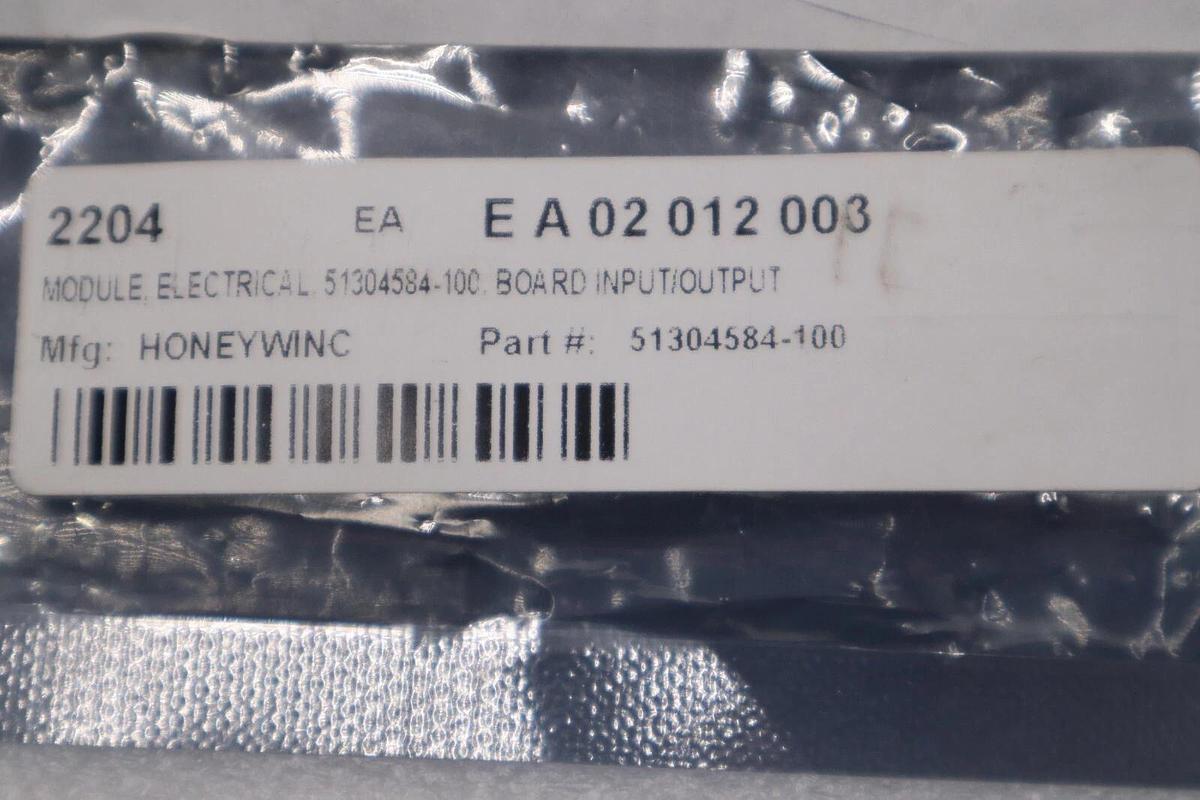 2204 EA E A 02 012 003
MODULE, ELECTRICAL, 51304584-100, BOARD INPUT/OUTPUT
Mfg: HONEYWINC Part #: 51304584-100